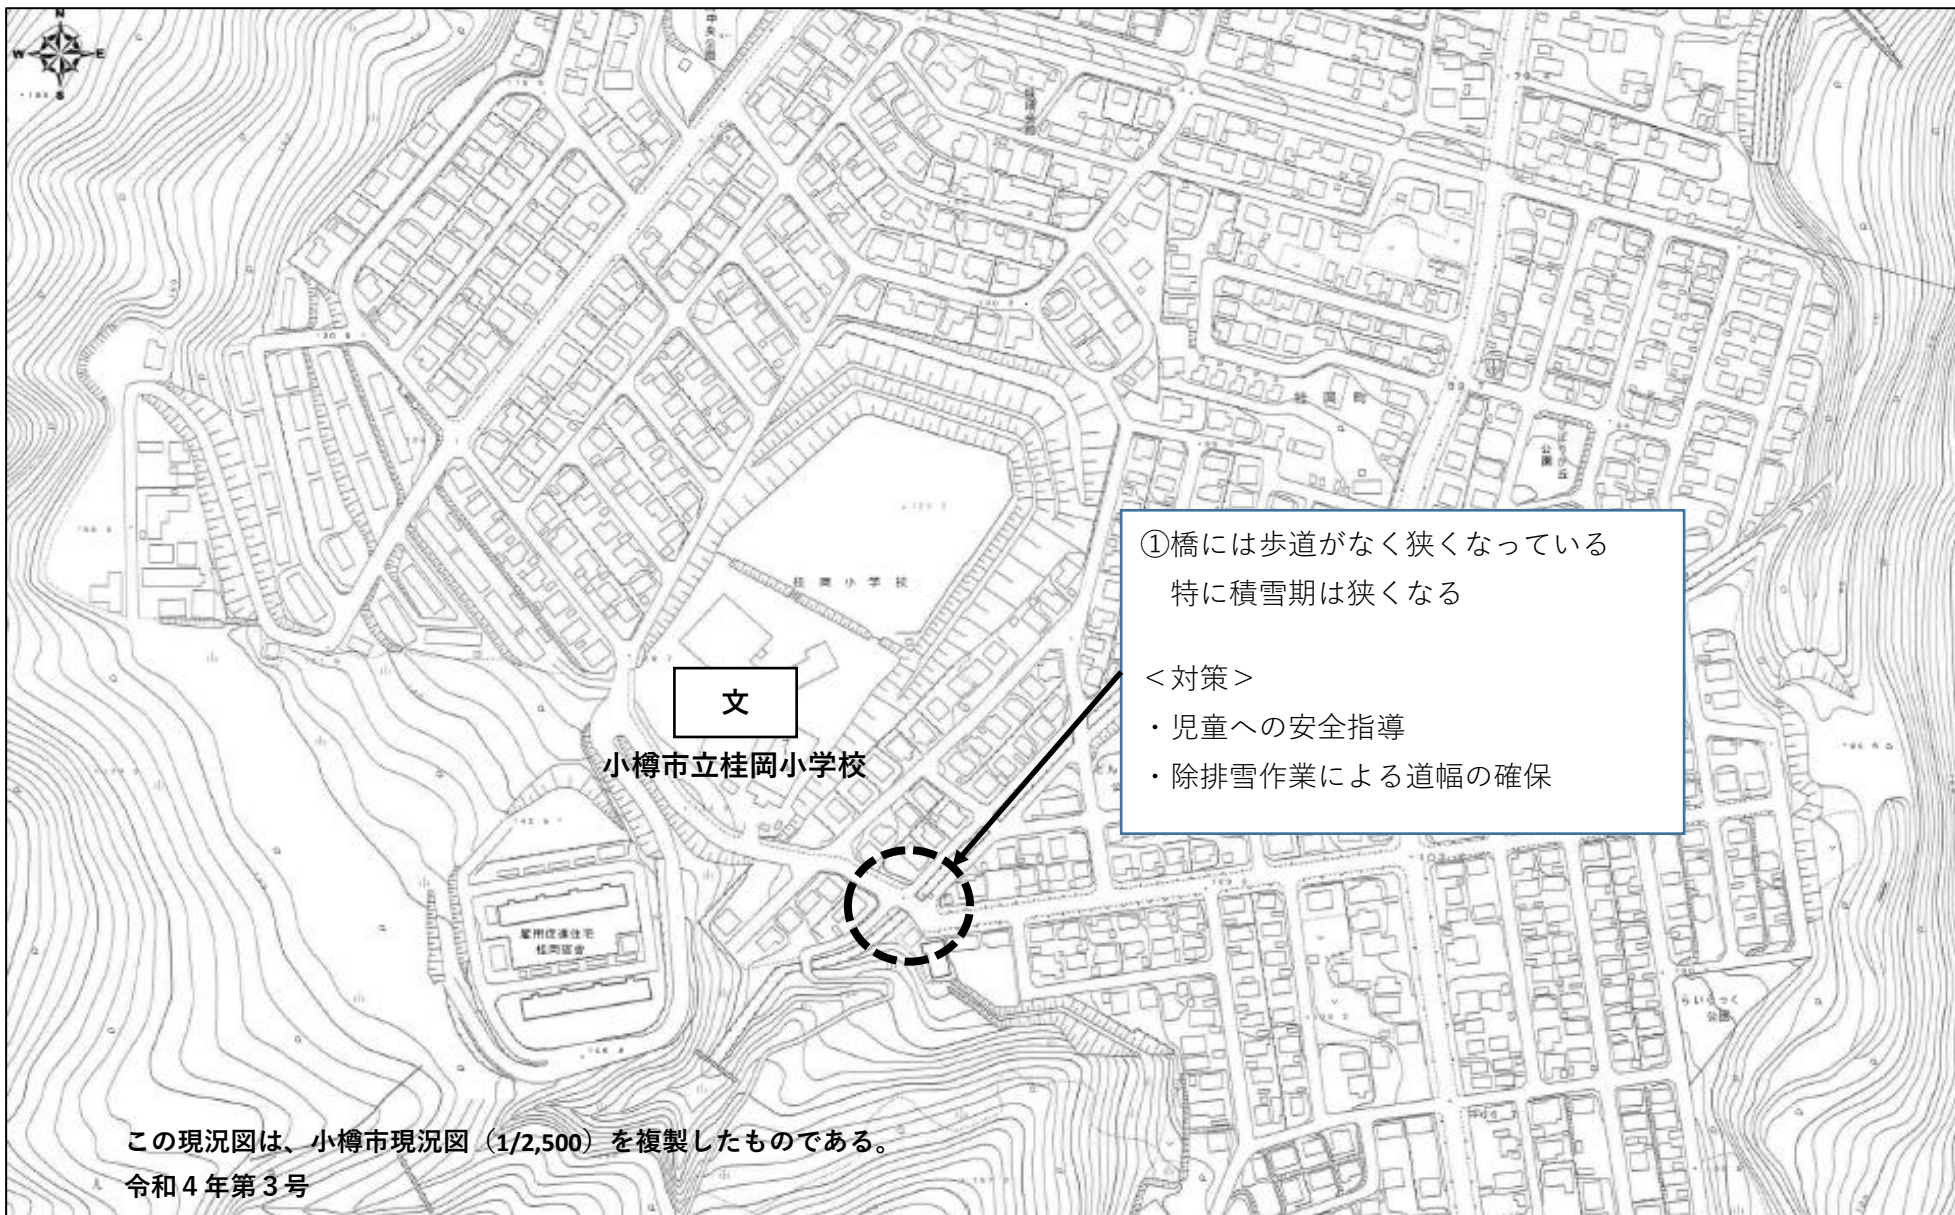 N
W
E
S
中央公園
桂岡小学校
桂岡町
公園
①橋には歩道がなく狭くなっている
特に積雪期は狭くなる
＜対策＞
・児童への安全指導
・除排雪作業による道幅の確保
文
小樽市立桂岡小学校
雇用促進住宅
桂岡宿舎
らいらっく
公園
この現況図は、小樽市現況図（1/2,500）を複製したものである。
令和４年第３号